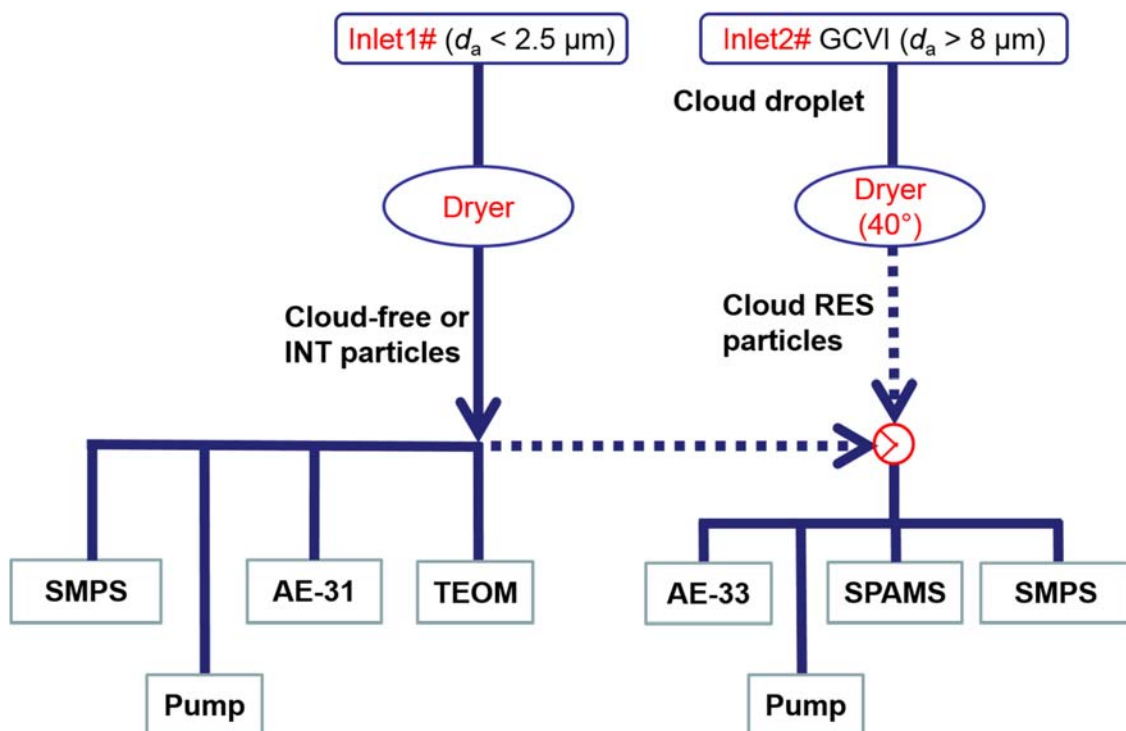 Inlet1# (da < 2.5 µm)
Inlet2# GCVI (da > 8 µm)
Cloud droplet
Dryer
Dryer
(40°)
Cloud-free or
INT particles
Cloud RES
particles
SMPS
AE-31
TEOM
AE-33
SPAMS
SMPS
Pump
Pump